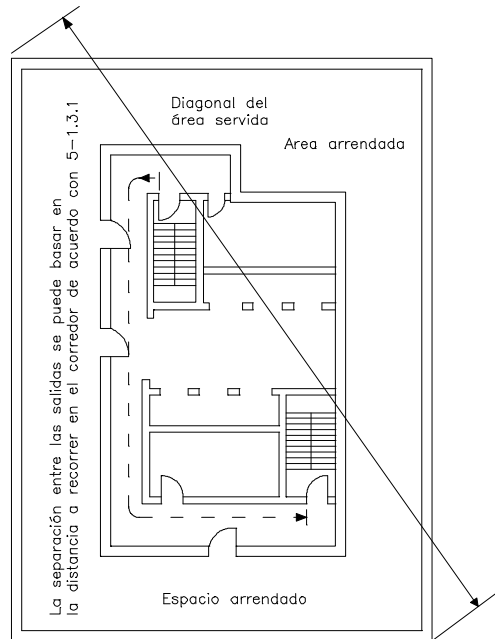 Diagonal del
área servida
Area arrendada
La separación entre las salidas se puede basar en
la distancia a recorrer en el corredor de acuerdo con 5-1.3.1
Espacio arrendado